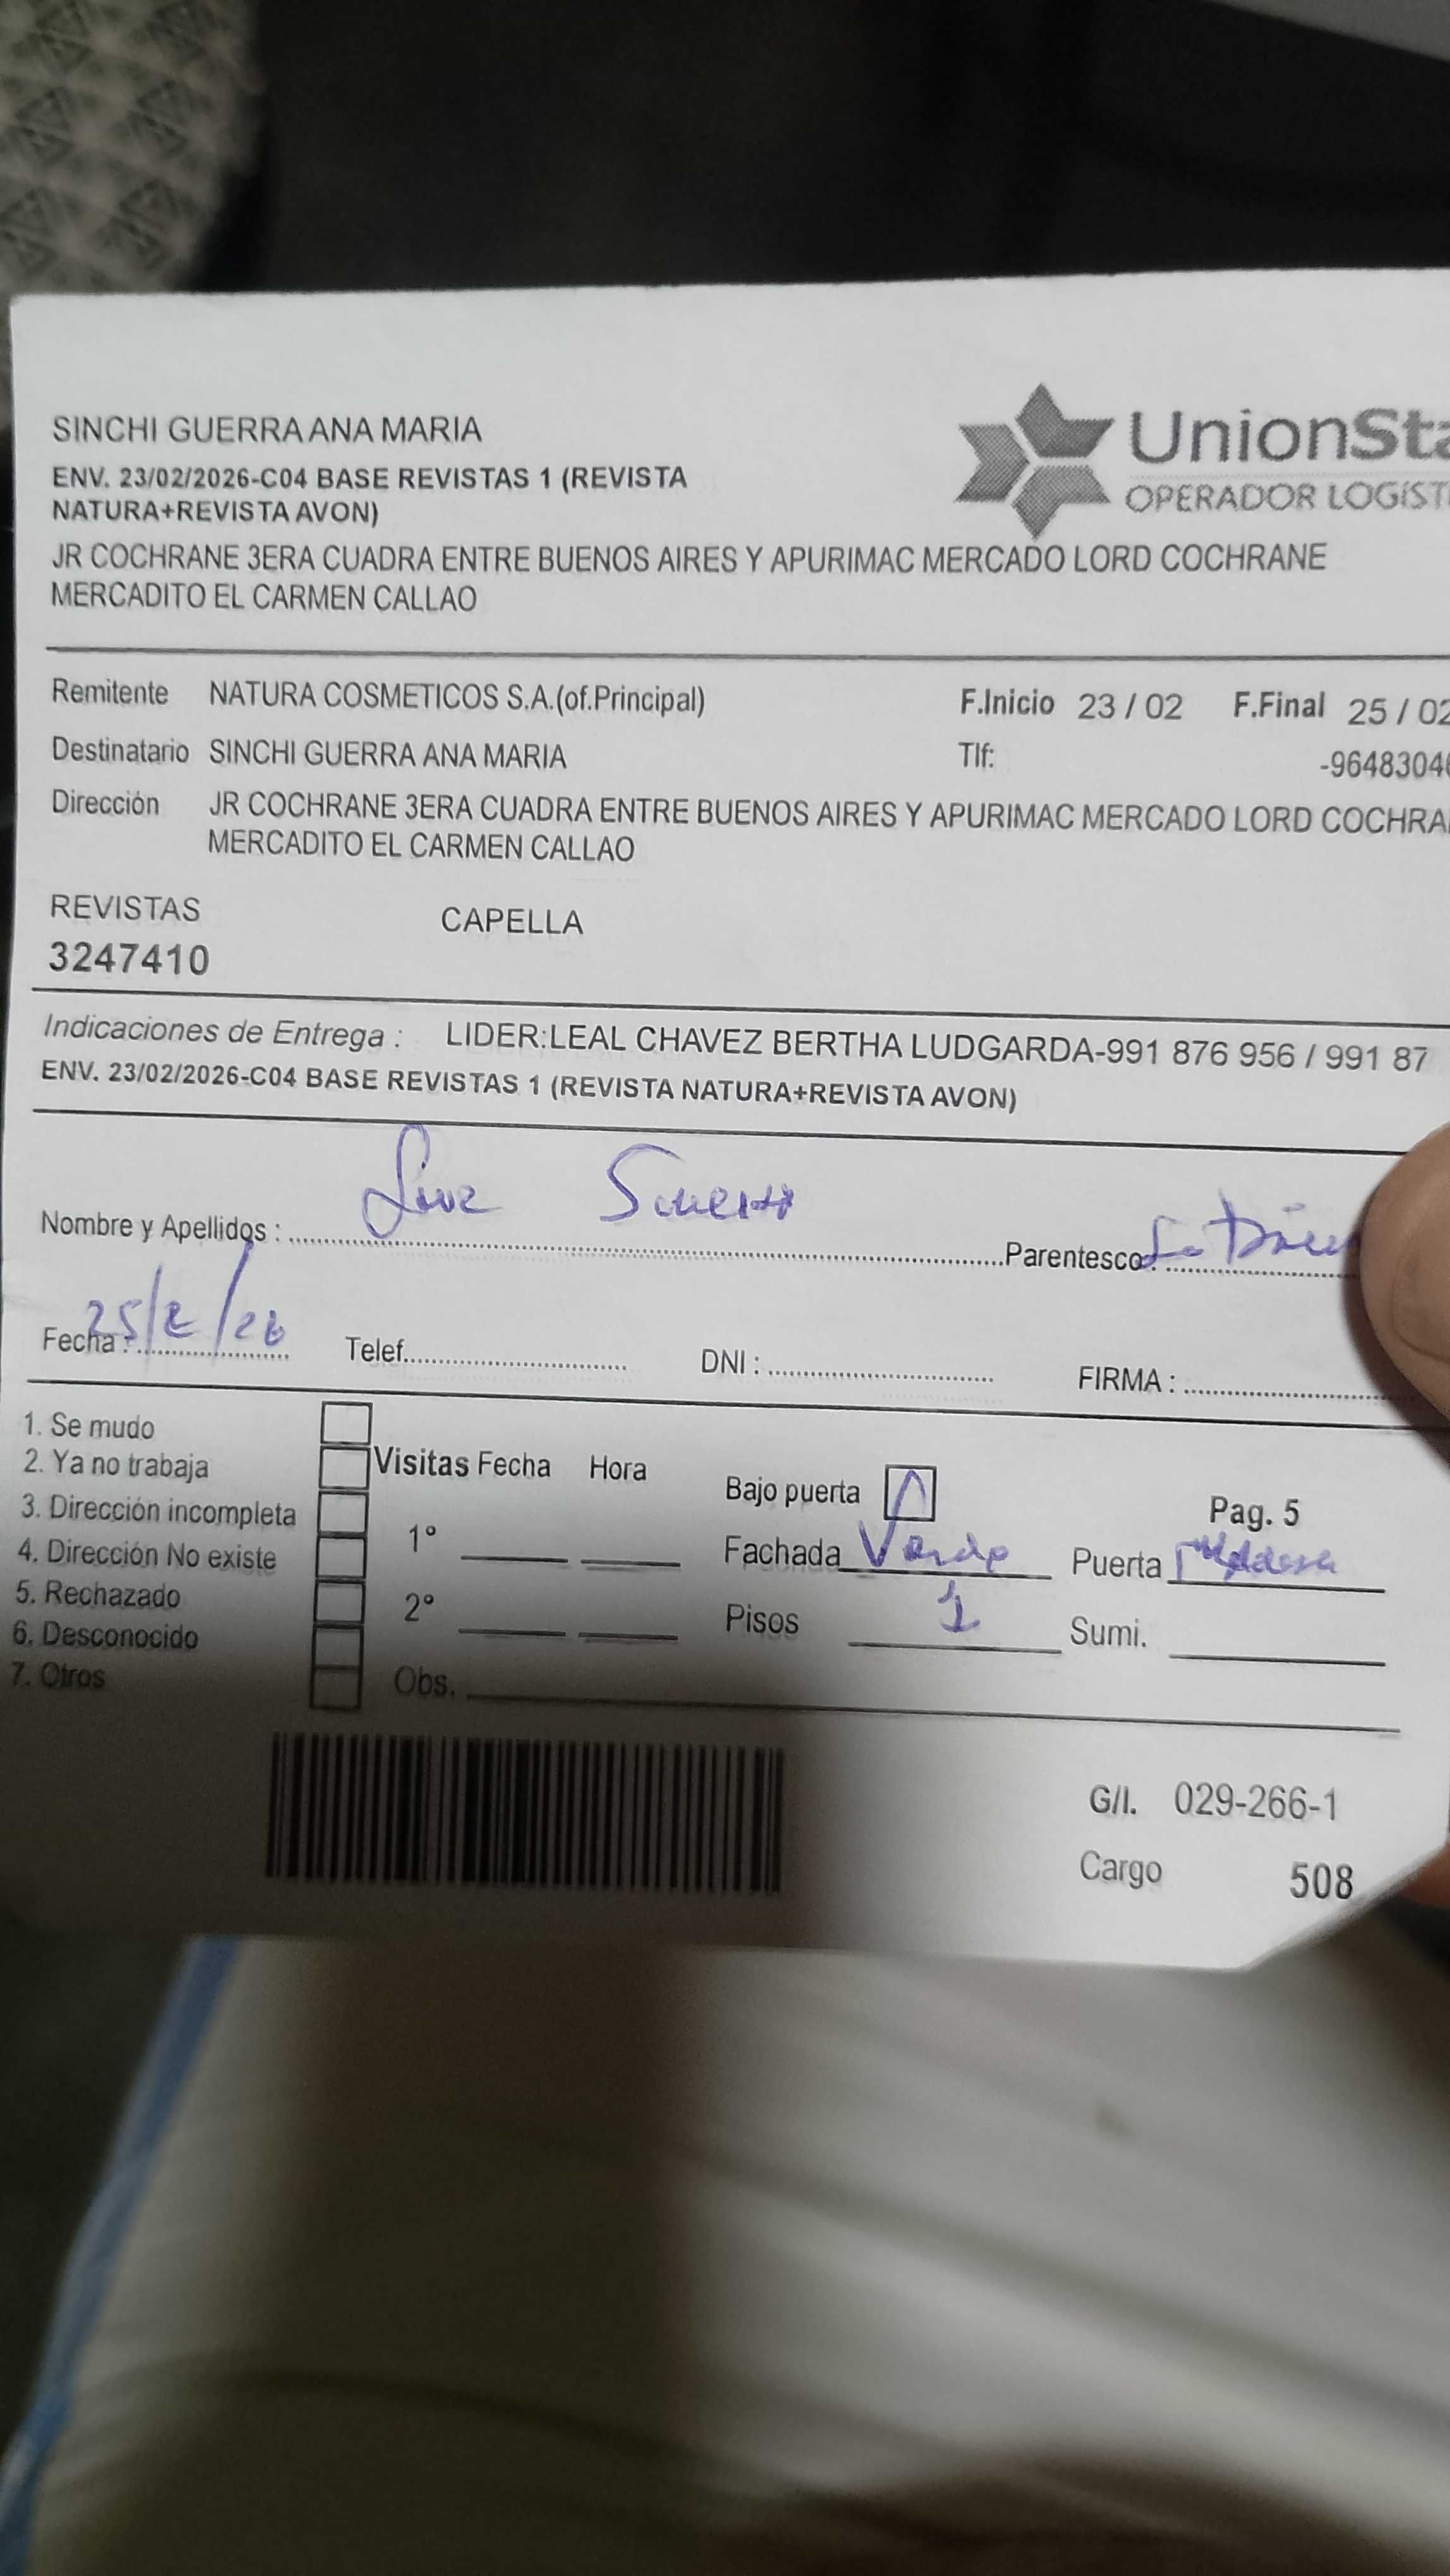 SINCHI GUERRA ANA MARIA
ENV. 23/02/2026-C04 BASE REVISTAS 1 (REVISTA
NATURA+REVISTA AVON)
JR COCHRANE 3ERA CUADRA ENTRE BUENOS AIRES Y APURIMAC MERCADO LORD COCHRANE
MERCADITO EL CARMEN CALLAO
UnionSta
OPERADOR LOGíST
Remitente NATURA COSMETICOS S.A.(of.Principal) F.Inicio 23 / 02 F.Final 25 / 02
Destinatario SINCHI GUERRA ANA MARIA Tlf: -9648304
Dirección JR COCHRANE 3ERA CUADRA ENTRE BUENOS AIRES Y APURIMAC MERCADO LORD COCHRA
MERCADITO EL CARMEN CALLAO
REVISTAS CAPELLA
3247410
Indicaciones de Entrega : LIDER:LEAL CHAVEZ BERTHA LUDGARDA-991 876 956 / 991 87
ENV. 23/02/2026-C04 BASE REVISTAS 1 (REVISTA NATURA+REVISTA AVON)
Nombre y Apellidos : Parentesco :
Fecha : 25/2/26 Telef. DNI : FIRMA :
1. Se mudo
2. Ya no trabaja Visitas Fecha Hora Bajo puerta Pag. 5
3. Dirección incompleta 1° Fachada Verde Puerta
4. Dirección No existe
5. Rechazado 2° Pisos 1 Sumi.
6. Desconocido
7. Otros Obs.
G/I. 029-266-1
Cargo 508